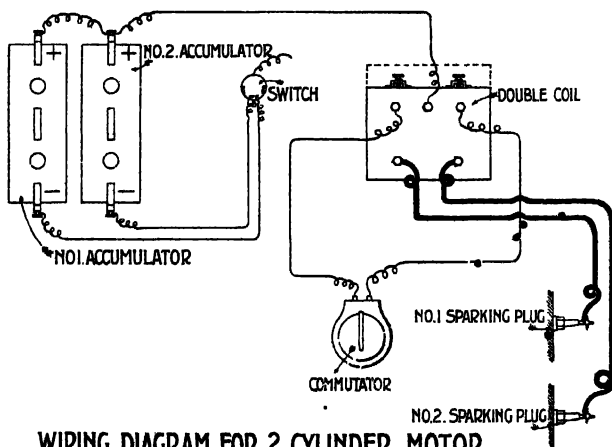 NO.2. ACCUMULATOR
SWITCH
DOUBLE COIL
NO1. ACCUMULATOR
NO.1 SPARKING PLUG
COMMUTATOR
NO.2. SPARKING PLUG
WIRING DIAGRAM FOR 2 CYLINDER MOTOR